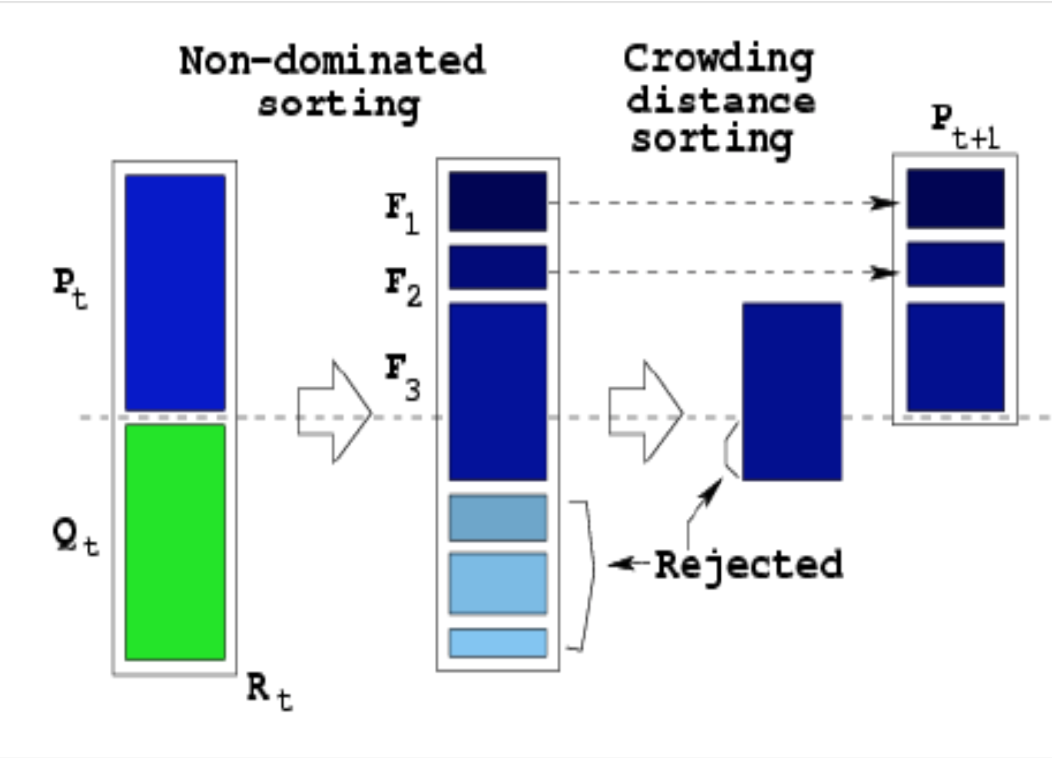 Non-dominated
sorting
Crowding
distance
sorting
P t+1
F 1
F 2
P t
F 3
Q t
Rejected
R t